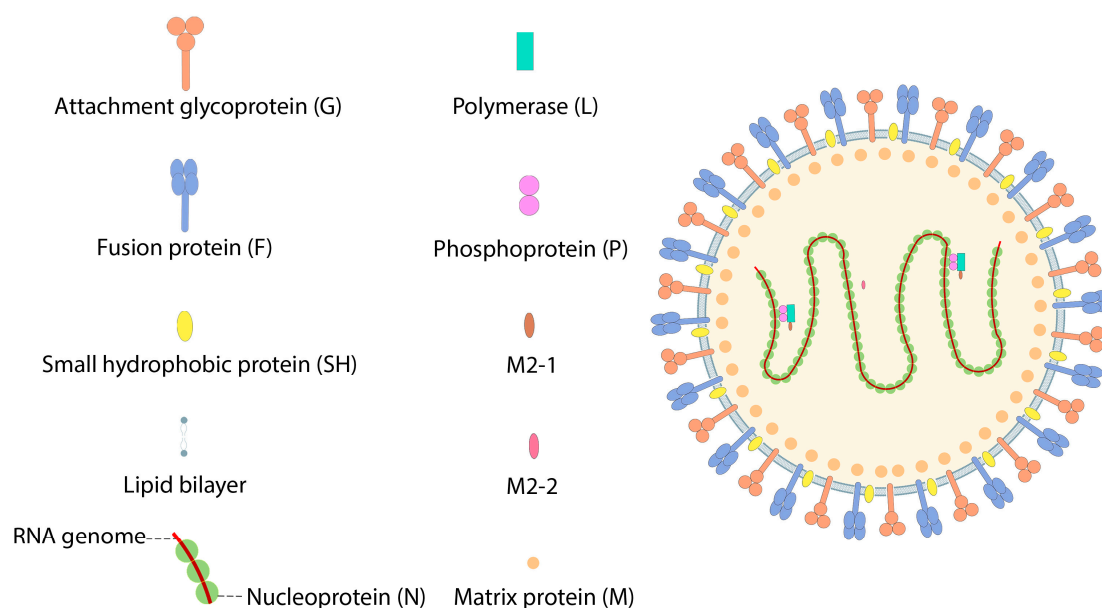 Attachment glycoprotein (G)
Polymerase (L)
Fusion protein (F)
Phosphoprotein (P)
Small hydrophobic protein (SH)
M2-1
Lipid bilayer
M2-2
RNA genome
Nucleoprotein (N)
Matrix protein (M)